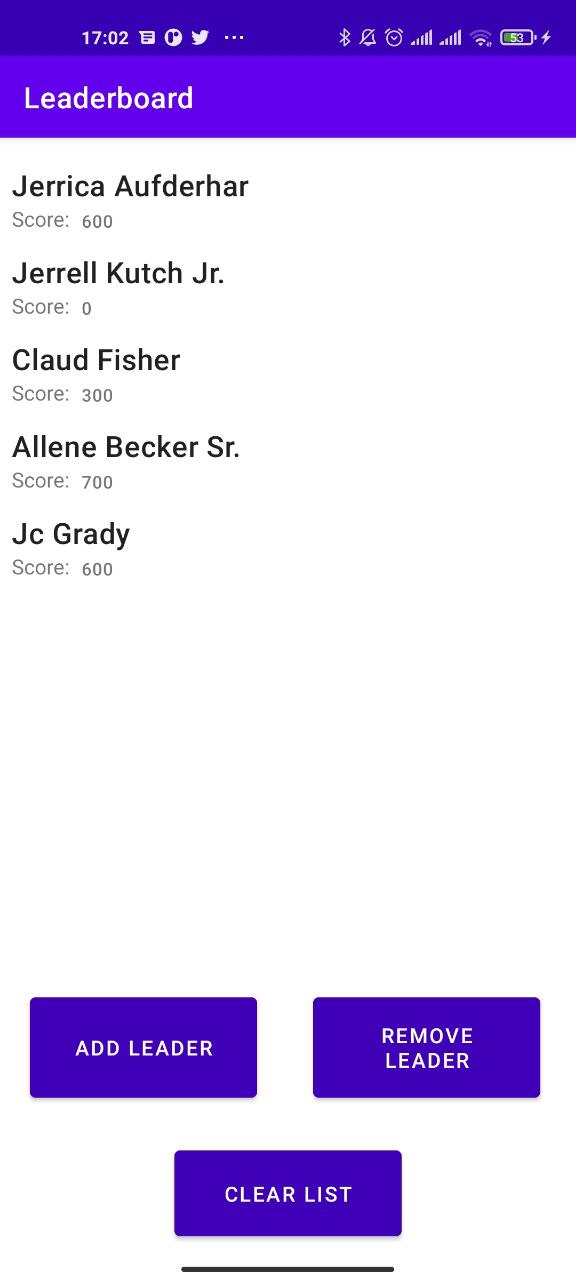 17:02 ... 53
Leaderboard
Jerrica Aufderhar
Score: 600
Jerrell Kutch Jr.
Score: 0
Claud Fisher
Score: 300
Allene Becker Sr.
Score: 700
Jc Grady
Score: 600
ADD LEADER
REMOVE
LEADER
CLEAR LIST